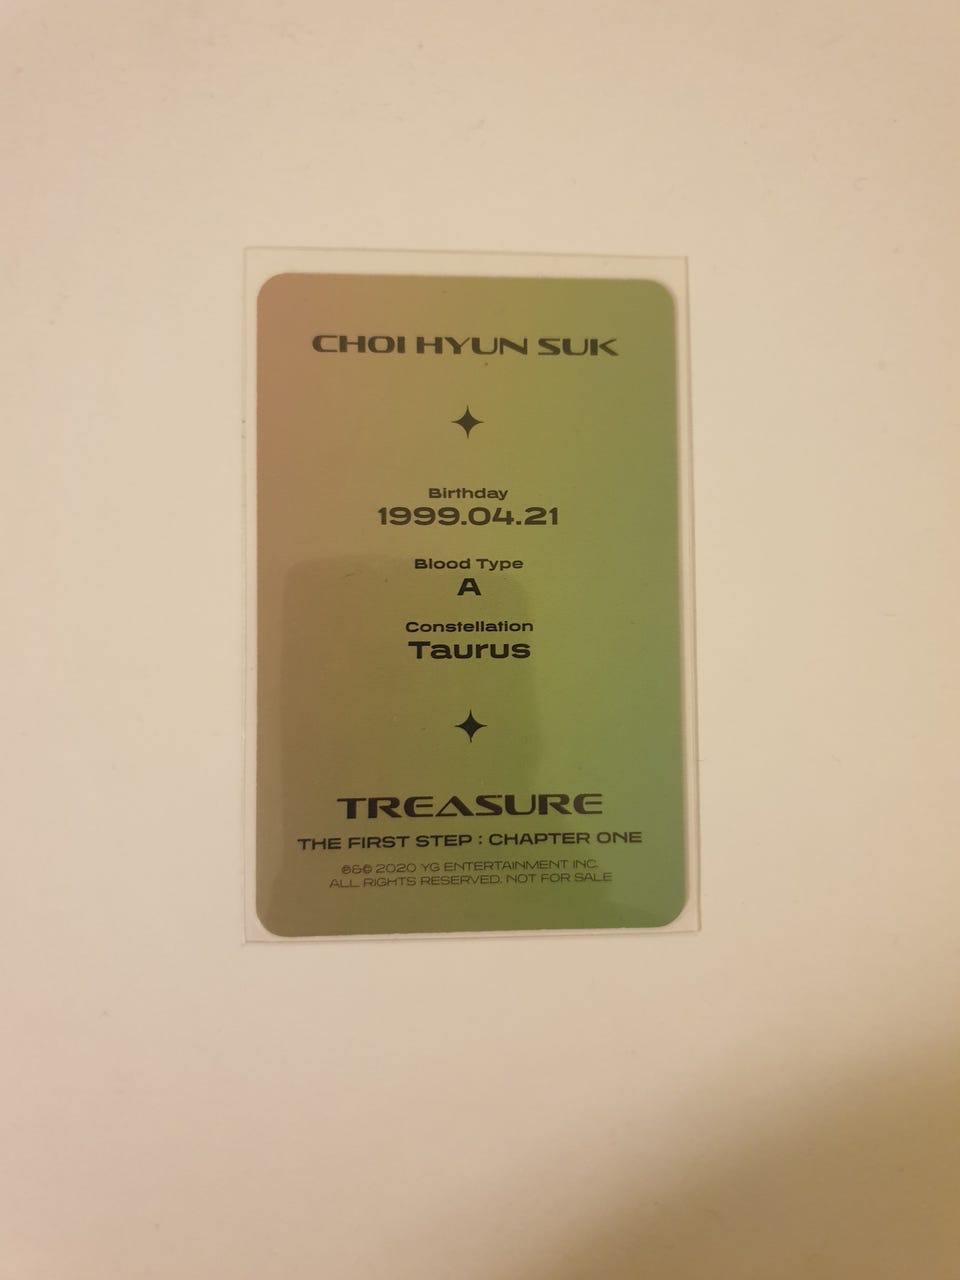 CHOI HYUN SUK
Birthday
1999.04.21
Blood Type
A
Constellation
Taurus
TREASURE
THE FIRST STEP : CHAPTER ONE
℗&© 2020 YG ENTERTAINMENT INC.
ALL RIGHTS RESERVED. NOT FOR SALE